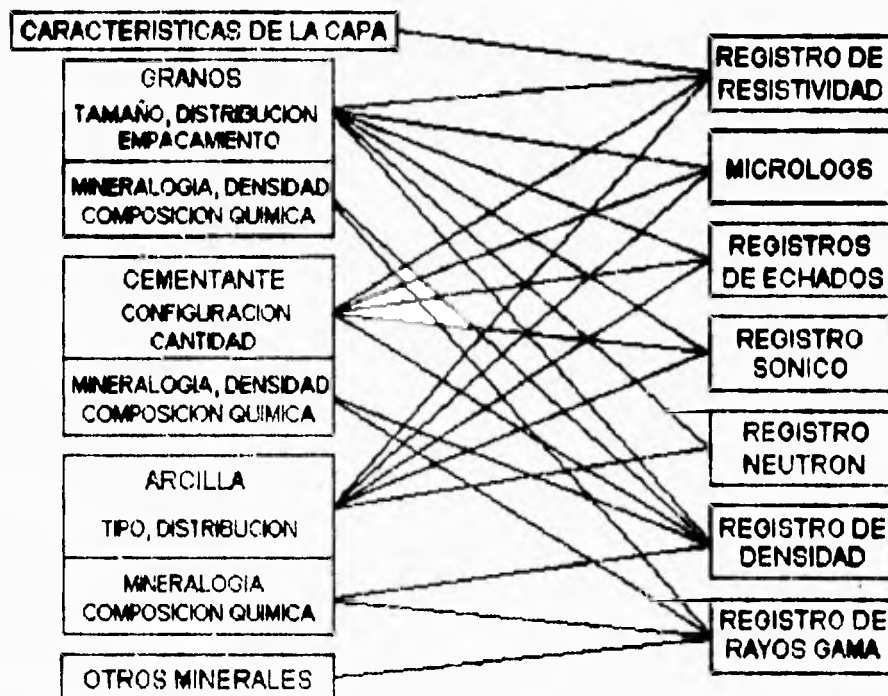 CARACTERISTICAS DE LA CAPA
GRANOS
TAMAÑO, DISTRIBUCION
EMPACAMIENTO
MINERALOGIA, DENSIDAD
COMPOSICION QUIMICA
CEMENTANTE
CONFIGURACION
CANTIDAD
MINERALOGIA, DENSIDAD
COMPOSICION QUIMICA
ARCILLA
TIPO, DISTRIBUCION
MINERALOGIA
COMPOSICION QUIMICA
OTROS MINERALES
REGISTRO DE
RESISTIVIDAD
MICROLOGS
REGISTROS
DE ECHADOS
REGISTRO
SONICO
REGISTRO
NEUTRON
REGISTRO DE
DENSIDAD
REGISTRO DE
RAYOS GAMA